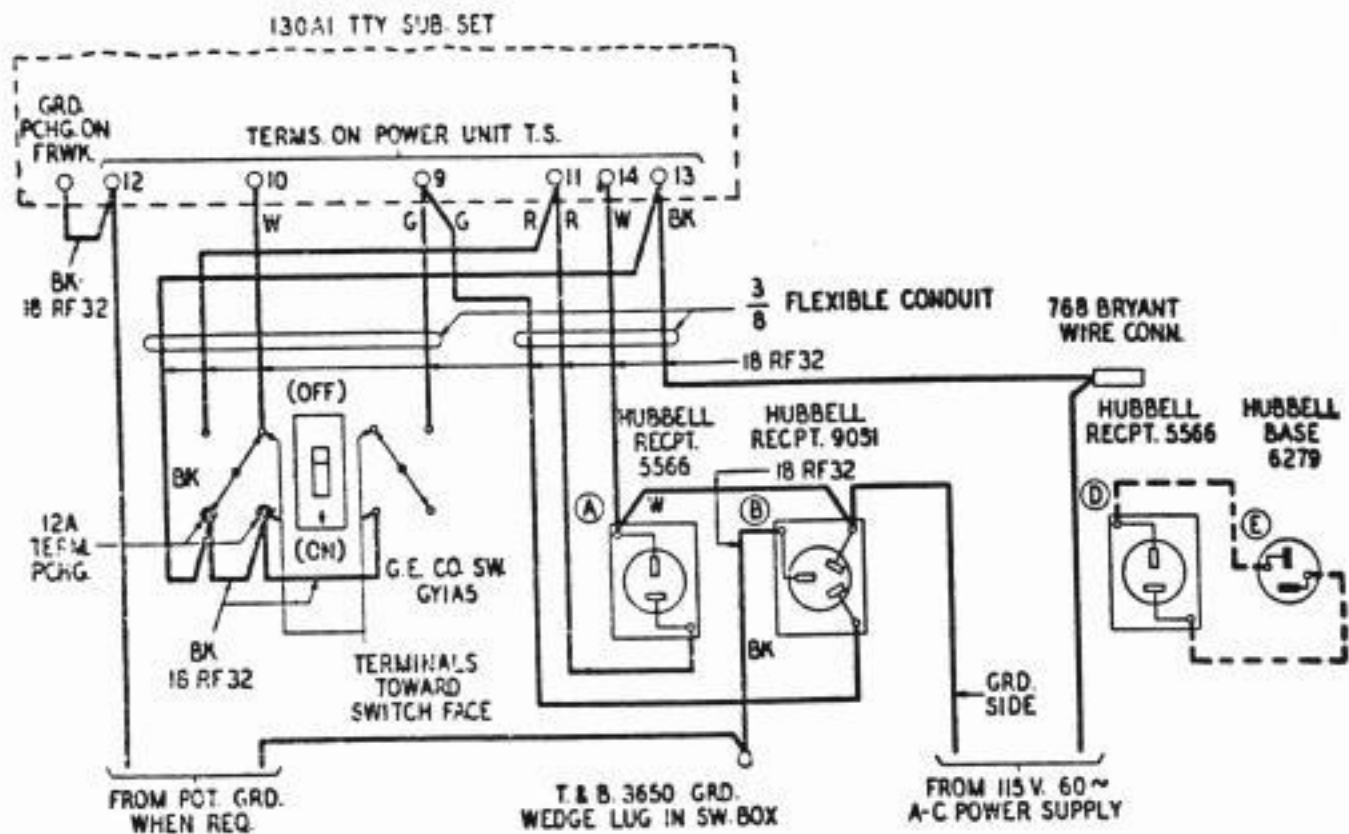 130A1 TTY SUB-SET
GRD.
PCHG. ON
FRWK.
TERMS. ON POWER UNIT T.S.
12
10
9
11
14
13
W
G
G
R
R
W
BK
BK-
18 RF 32
3/8 FLEXIBLE CONDUIT
768 BRYANT
WIRE CONN.
18 RF 32
(OFF)
HUBBELL
RECPT.
5566
HUBBELL
RECPT. 9051
18 RF 32
HUBBELL
RECPT. 5566
HUBBELL
BASE
6279
BK
W
A
B
D
E
12A
TERM.
PCHG.
(ON)
G.E. CO. SW.
GYIA5
BK
18 RF 32
TERMINALS
TOWARD
SWITCH FACE
BK
GRD.
SIDE
FROM POT. GRD.
WHEN REQ.
T. & B. 3650 GRD.
WEDGE LUG IN SW. BOX
FROM 115 V. 60~
A-C POWER SUPPLY